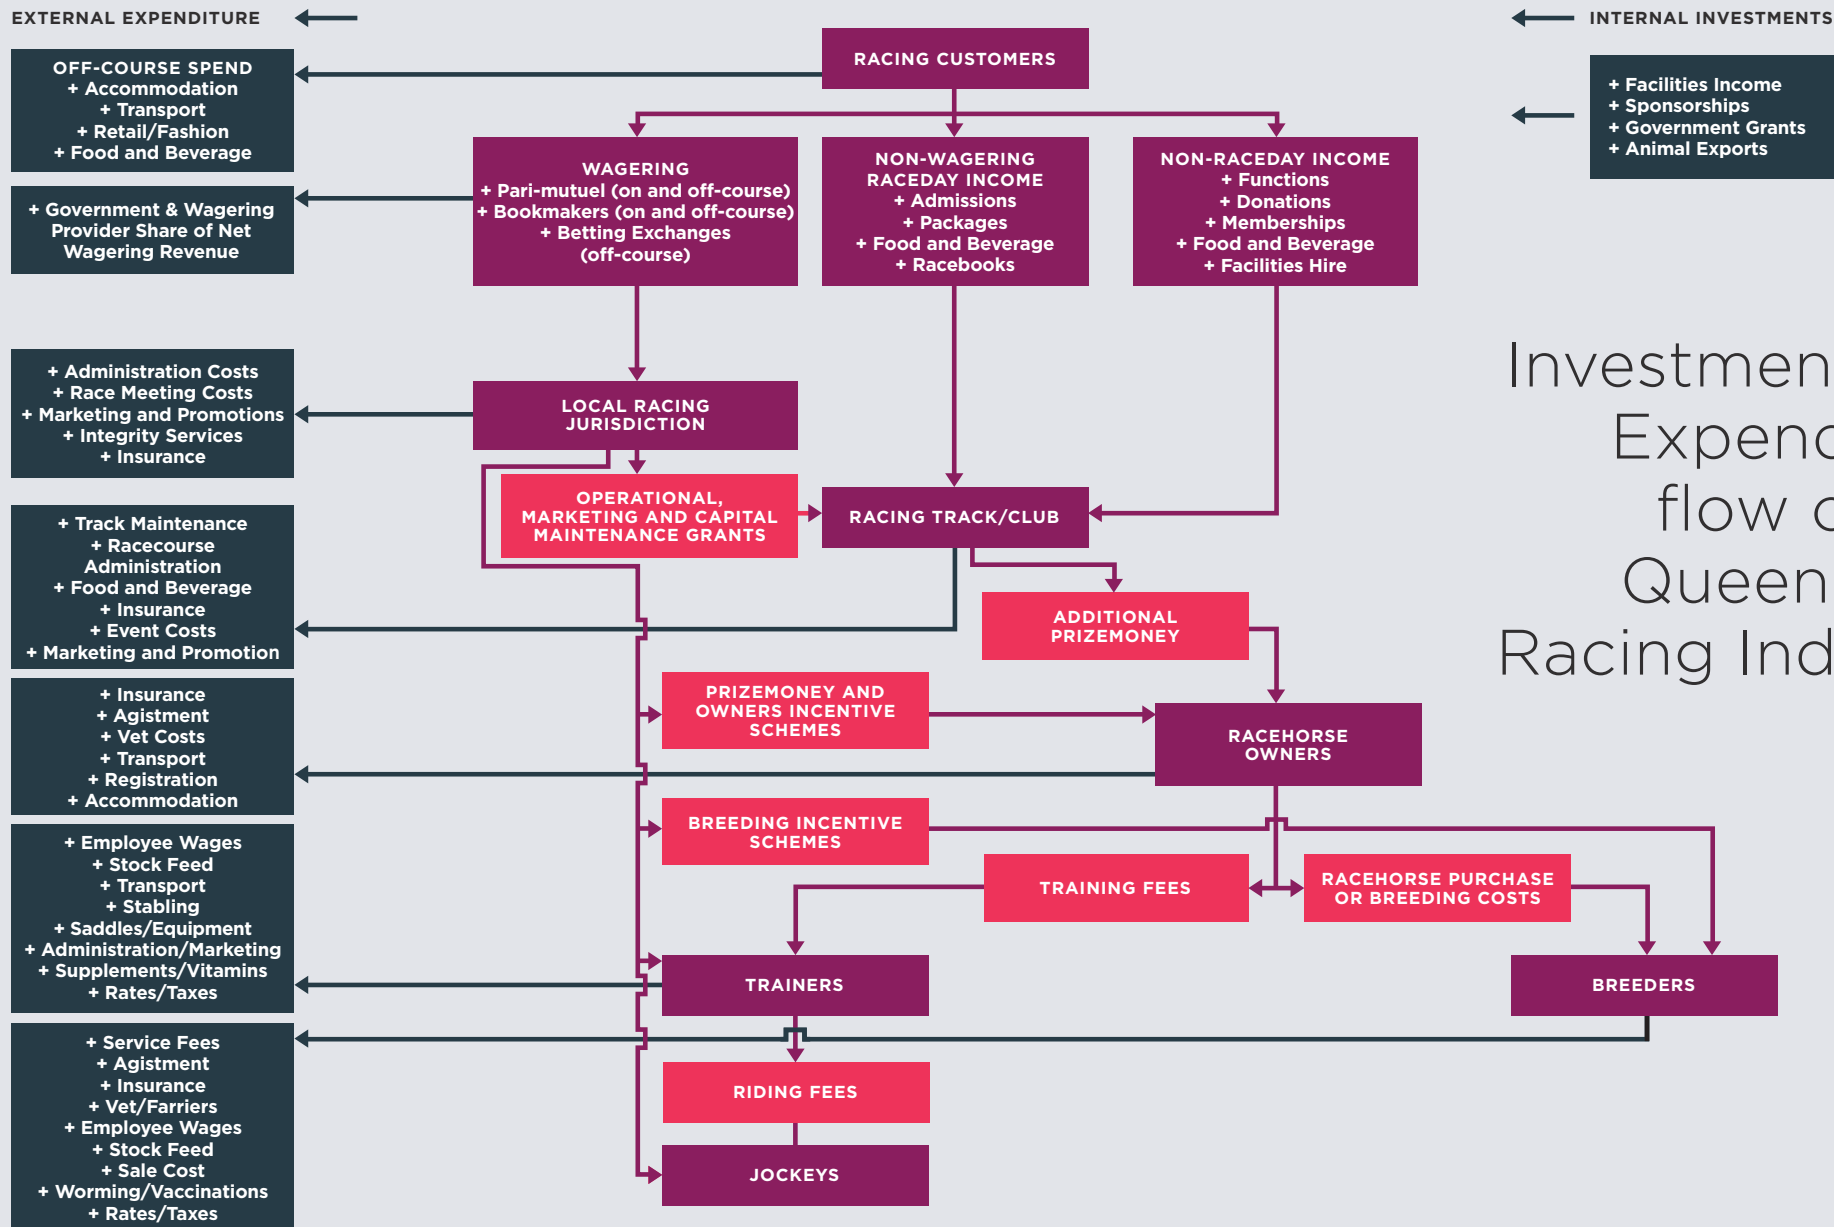 EXTERNAL EXPENDITURE
INTERNAL INVESTMENTS
OFF-COURSE SPEND
+ Accommodation
+ Transport
+ Retail/Fashion
+ Food and Beverage
+ Government & Wagering
Provider Share of Net
Wagering Revenue
+ Administration Costs
+ Race Meeting Costs
+ Marketing and Promotions
+ Integrity Services
+ Insurance
+ Track Maintenance
+ Racecourse
Administration
+ Food and Beverage
+ Insurance
+ Event Costs
+ Marketing and Promotion
+ Insurance
+ Agistment
+ Vet Costs
+ Transport
+ Registration
+ Accommodation
+ Employee Wages
+ Stock Feed
+ Transport
+ Stabling
+ Saddles/Equipment
+ Administration/Marketing
+ Supplements/Vitamins
+ Rates/Taxes
+ Service Fees
+ Agistment
+ Insurance
+ Vet/Farriers
+ Employee Wages
+ Stock Feed
+ Sale Cost
+ Worming/Vaccinations
+ Rates/Taxes
RACING CUSTOMERS
WAGERING
+ Pari-mutuel (on and off-course)
+ Bookmakers (on and off-course)
+ Betting Exchanges
(off-course)
NON-WAGERING
RACEDAY INCOME
+ Admissions
+ Packages
+ Food and Beverage
+ Racebooks
NON-RACEDAY INCOME
+ Functions
+ Donations
+ Memberships
+ Food and Beverage
+ Facilities Hire
LOCAL RACING
JURISDICTION
OPERATIONAL,
MARKETING AND CAPITAL
MAINTENANCE GRANTS
RACING TRACK/CLUB
ADDITIONAL
PRIZEMONEY
PRIZEMONEY AND
OWNERS INCENTIVE
SCHEMES
RACEHORSE
OWNERS
BREEDING INCENTIVE
SCHEMES
TRAINING FEES
RACEHORSE PURCHASE
OR BREEDING COSTS
TRAINERS
BREEDERS
RIDING FEES
JOCKEYS
+ Facilities Income
+ Sponsorships
+ Government Grants
+ Animal Exports
Investmen
Expen
flow
Queen
Racing Ind